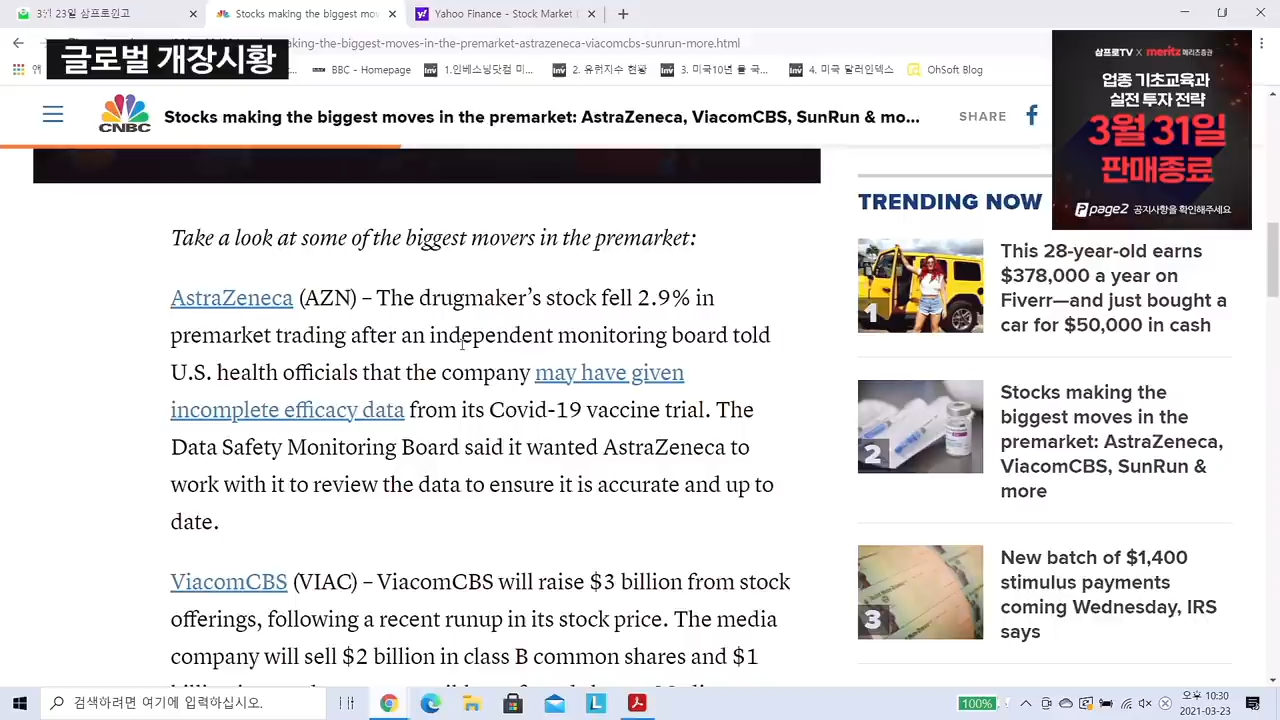 3월 23일 삼프로원고
Stocks making the biggest moves
Yahoo Finance - Stock Market L
글로벌 개장시황
king-the-biggest-moves-in-the-premarket-astrazeneca-viacomcbs-sunrun-more.html
BBC - Homepage
1.인베스팅닷컴 미...
2. 유럽지수 현황
3. 미국10년 물 국...
4. 미국 달러인덱스
OhSoft Blog
CNBC
Stocks making the biggest moves in the premarket: AstraZeneca, ViacomCBS, SunRun & mo...
SHARE
삼프로TV X meritz 메리츠증권
업종 기초교육과
실전 투자 전략
3월 31일
판매종료
page2 공지사항을 확인해주세요
Take a look at some of the biggest movers in the premarket:
AstraZeneca (AZN) – The drugmaker’s stock fell 2.9% in
premarket trading after an independent monitoring board told
U.S. health officials that the company may have given
incomplete efficacy data from its Covid-19 vaccine trial. The
Data Safety Monitoring Board said it wanted AstraZeneca to
work with it to review the data to ensure it is accurate and up to
date.
ViacomCBS (VIAC) – ViacomCBS will raise $3 billion from stock
offerings, following a recent runup in its stock price. The media
company will sell $2 billion in class B common shares and $1
TRENDING NOW
1
This 28-year-old earns
$378,000 a year on
Fiverr—and just bought a
car for $50,000 in cash
2
Stocks making the
biggest moves in the
premarket: AstraZeneca,
ViacomCBS, SunRun &
more
3
New batch of $1,400
stimulus payments
coming Wednesday, IRS
says
검색하려면 여기에 입력하십시오.
100%
오후 10:30
2021-03-23